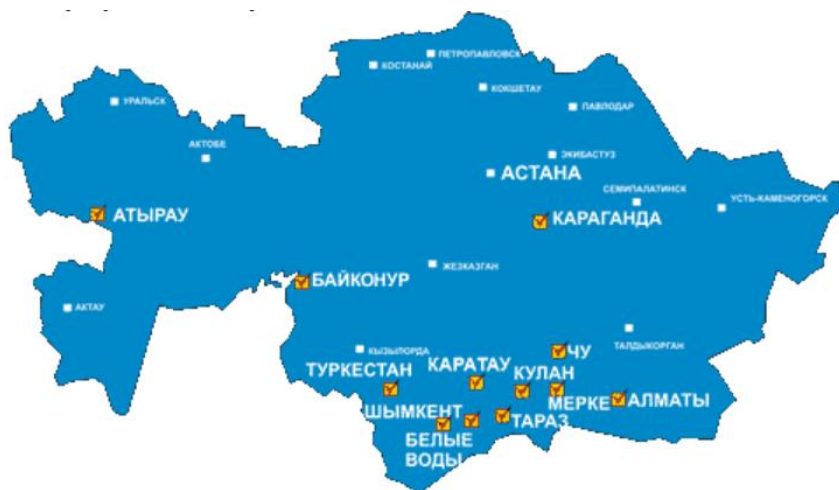 ПЕТРОПАВЛОВСК
КОСТАНАЙ
КОКШЕТАУ
УРАЛЬСК
ПАВЛОДАР
АКТОБЕ
ЭКИБАСТУЗ
АСТАНА
СЕМИПАЛАТИНСК
УСТЬ-КАМЕНОГОРСК
АТЫРАУ
КАРАГАНДА
ЖЕЗКАЗГАН
БАЙКОНУР
АКТАУ
ТАЛДЫКОРГАН
КЫЗЫЛОРДА
ЧУ
ТУРКЕСТАН
КАРАТАУ
КУЛАН
МЕРКЕ
АЛМАТЫ
ШЫМКЕНТ
ТАРАЗ
БЕЛЫЕ
ВОДЫ